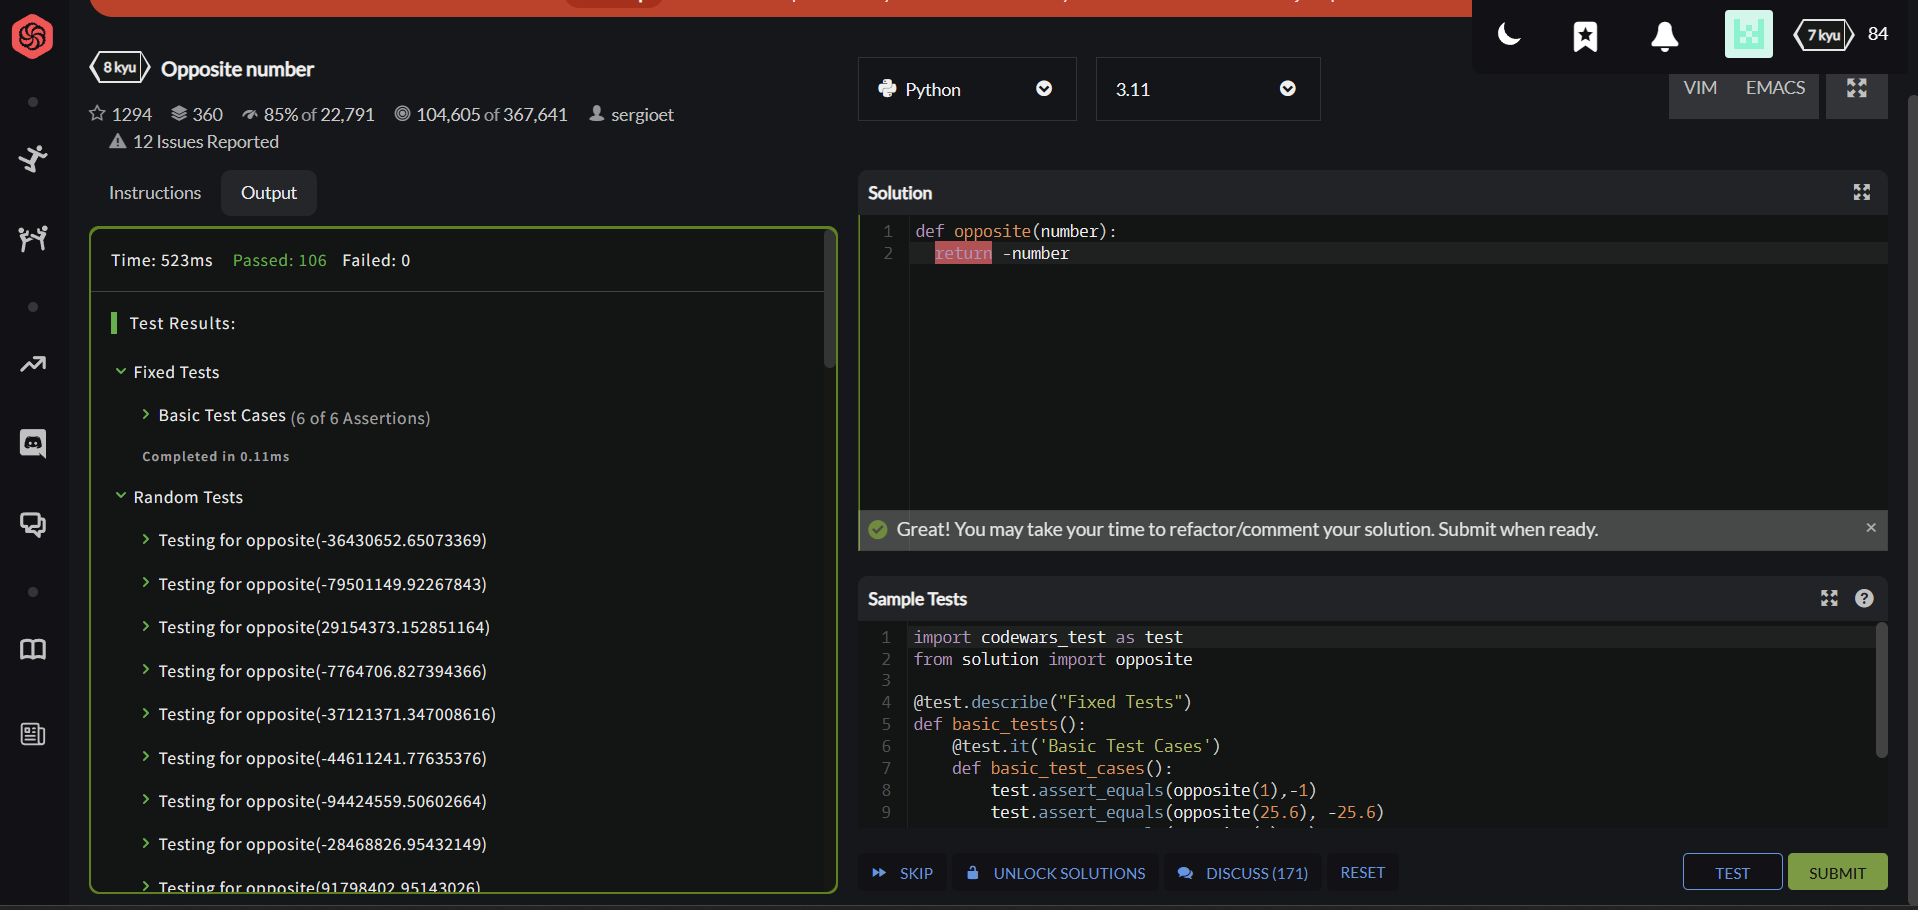 7 kyu 84
8 kyu Opposite number
1294 360 85% of 22,791 104,605 of 367,641 sergioet
12 Issues Reported
Python 3.11
VIM EMACS
Instructions Output
Time: 523ms Passed: 106 Failed: 0
Test Results:
Fixed Tests
Basic Test Cases (6 of 6 Assertions)
Completed in 0.11ms
Random Tests
Testing for opposite(-36430652.65073369)
Testing for opposite(-79501149.92267843)
Testing for opposite(29154373.152851164)
Testing for opposite(-7764706.827394366)
Testing for opposite(-37121371.347008616)
Testing for opposite(-44611241.77635376)
Testing for opposite(-94424559.50602664)
Testing for opposite(-28468826.95432149)
Testing for opposite(91798402.95143026)
Solution
1 def opposite(number):
2 return -number
Great! You may take your time to refactor/comment your solution. Submit when ready.
Sample Tests
1 import codewars_test as test
2 from solution import opposite
3
4 @test.describe("Fixed Tests")
5 def basic_tests():
6 @test.it('Basic Test Cases')
7 def basic_test_cases():
8 test.assert_equals(opposite(1),-1)
9 test.assert_equals(opposite(25.6), -25.6)
SKIP UNLOCK SOLUTIONS DISCUSS (171) RESET TEST SUBMIT